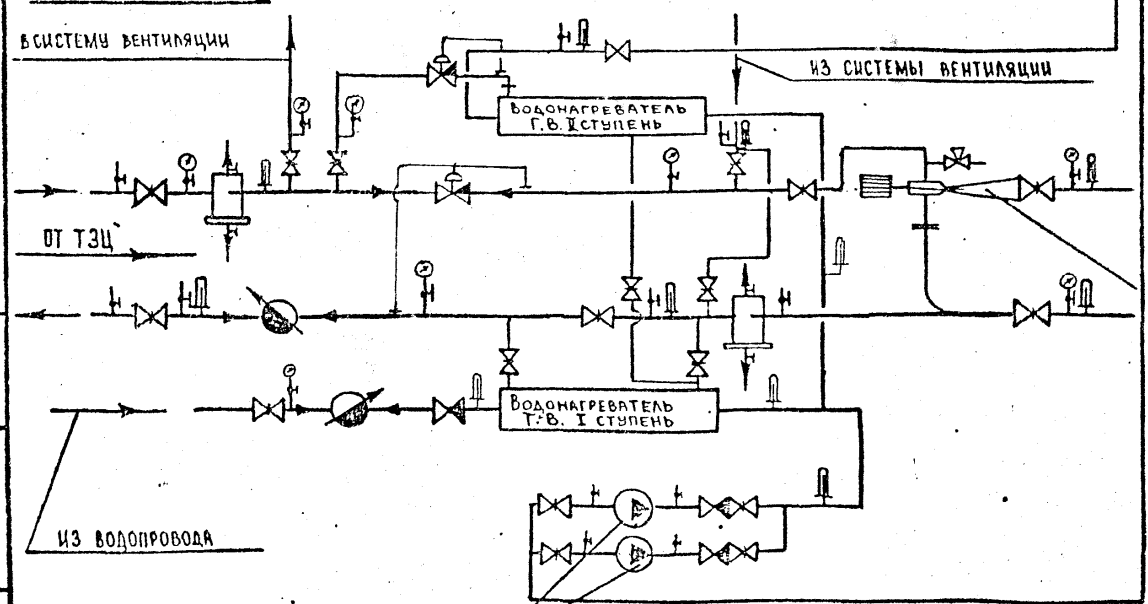 В СИСТЕМУ ВЕНТИЛЯЦИИ
ИЗ СИСТЕМЫ ВЕНТИЛЯЦИИ
ВОДОНАГРЕВАТЕЛЬ
Г.В. II СТУПЕНЬ
ОТ ТЭЦ
ВОДОНАГРЕВАТЕЛЬ
Г.В. I СТУПЕНЬ
ИЗ ВОДОПРОВОДА